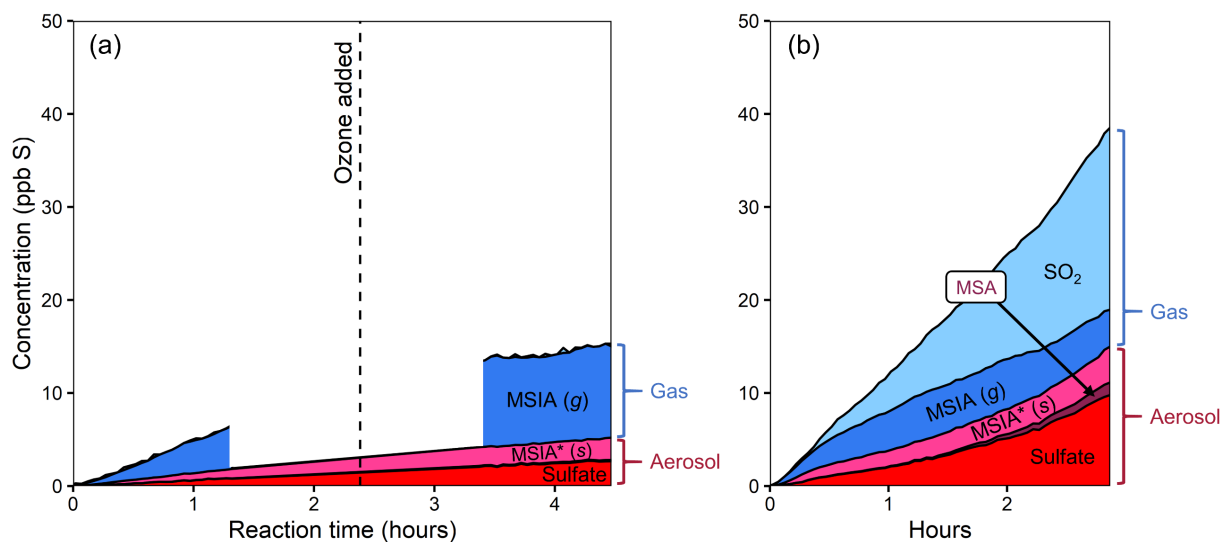 (a)
Ozone added
50
40
30
20
10
0
Concentration (ppb S)
MSIA (g)
MSIA* (s)
Sulfate
Gas
Aerosol
0
1
2
3
4
Reaction time (hours)
(b)
50
40
30
20
10
0
SO₂
MSA
MSIA (g)
MSIA* (s)
Sulfate
Gas
Aerosol
0
1
2
Hours